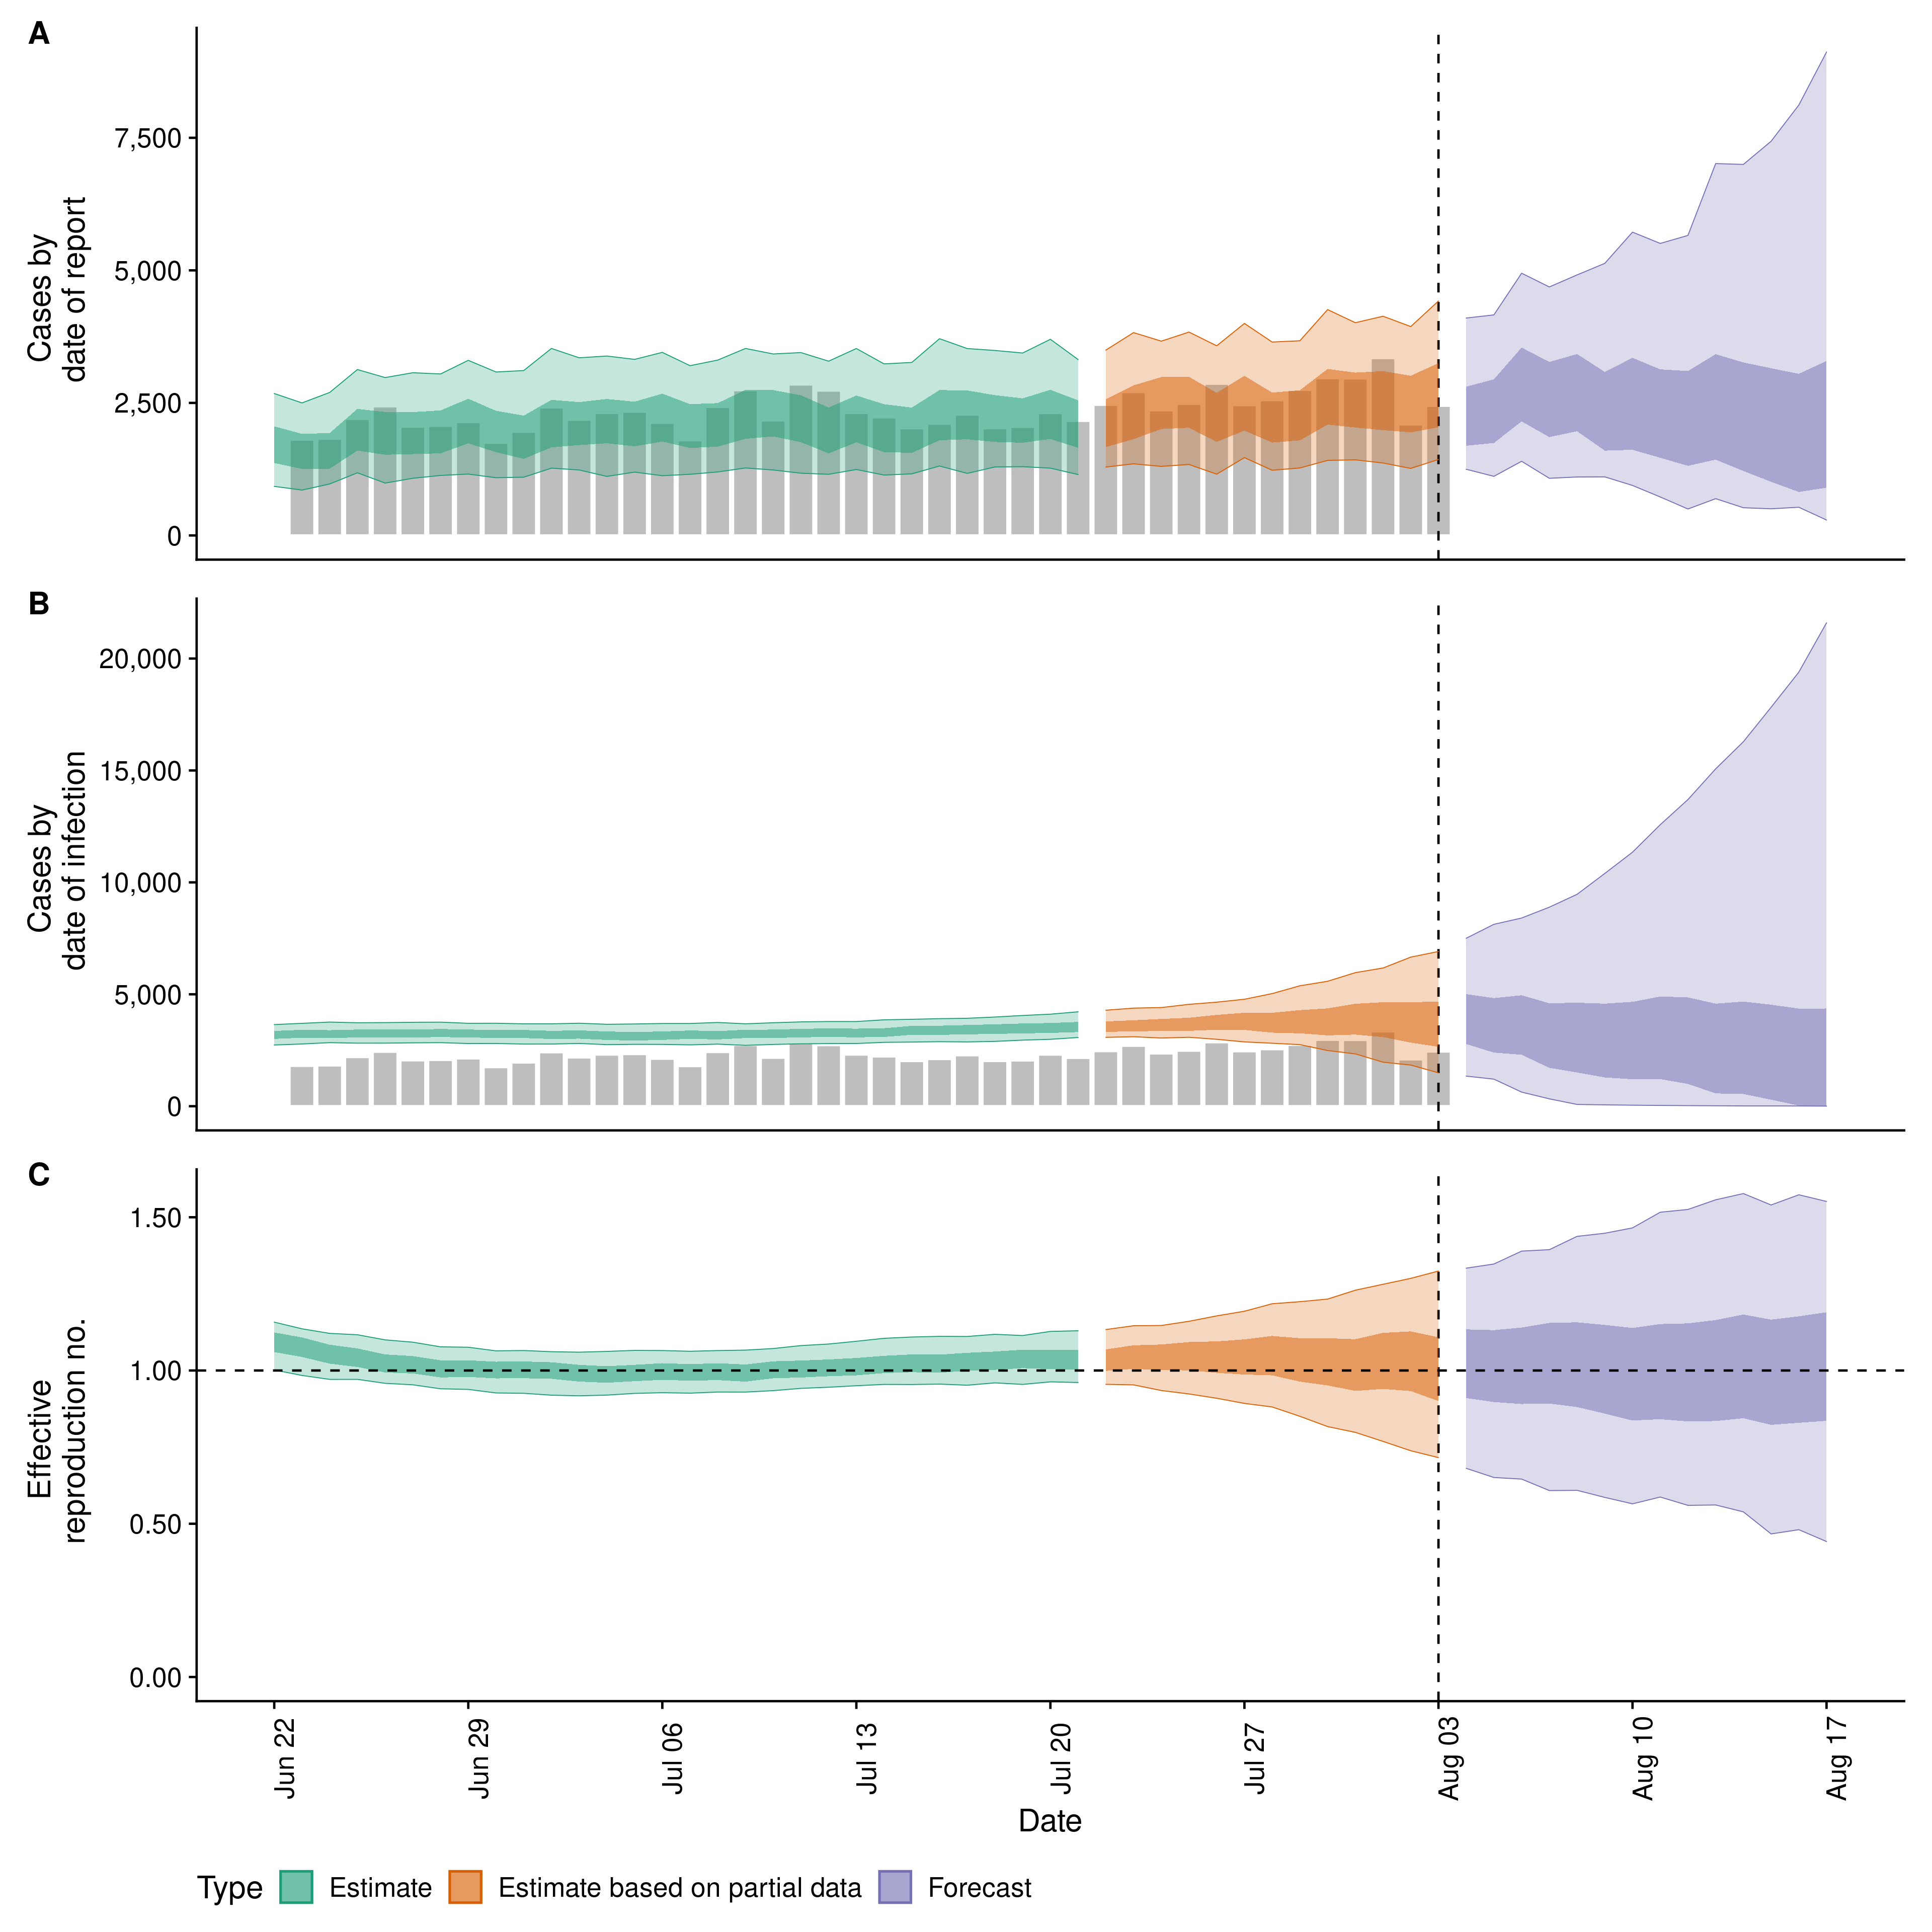 A
Cases by
date of report
7,500
5,000
2,500
0
B
Cases by
date of infection
20,000
15,000
10,000
5,000
0
C
Effective
reproduction no.
1.50
1.00
0.50
0.00
Jun 22
Jun 29
Jul 06
Jul 13
Jul 20
Jul 27
Aug 03
Aug 10
Aug 17
Date
Type Estimate Estimate based on partial data Forecast